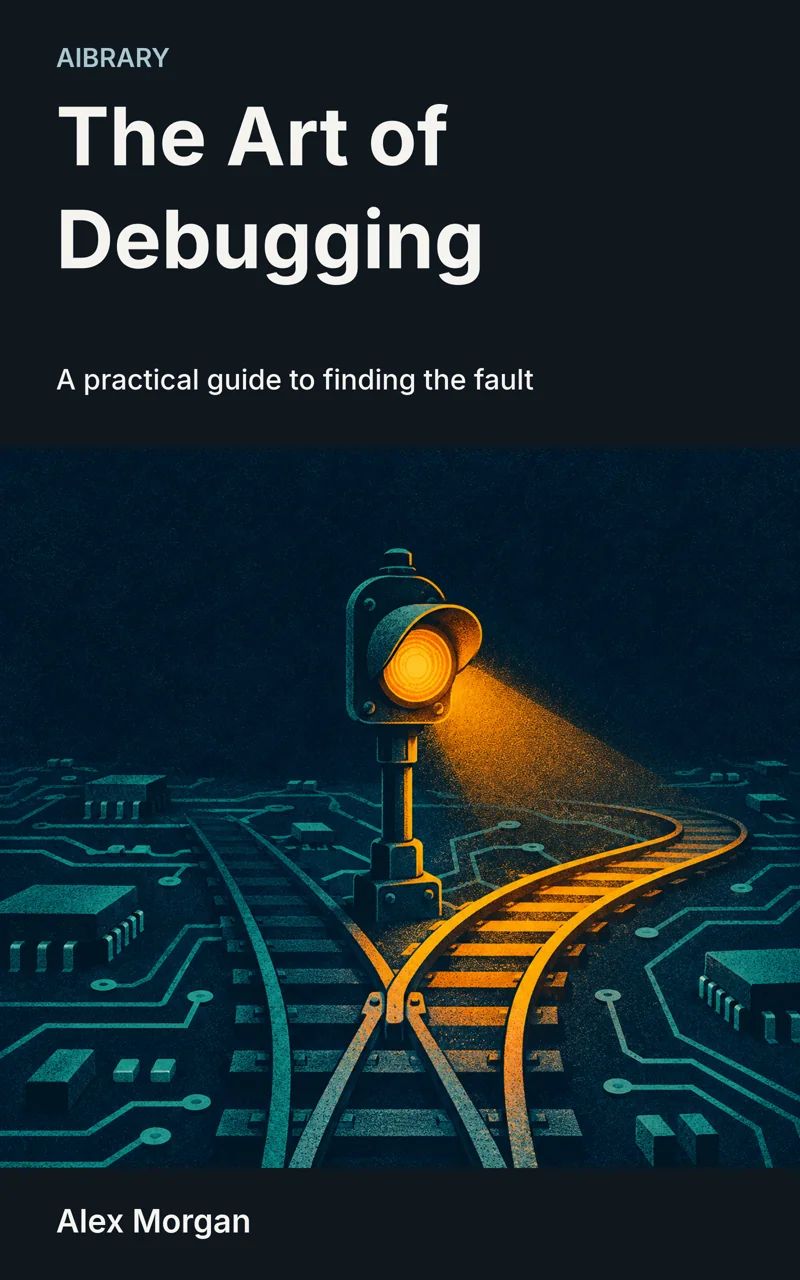 AIBRARY
The Art of
Debugging
A practical guide to finding the fault
Alex Morgan